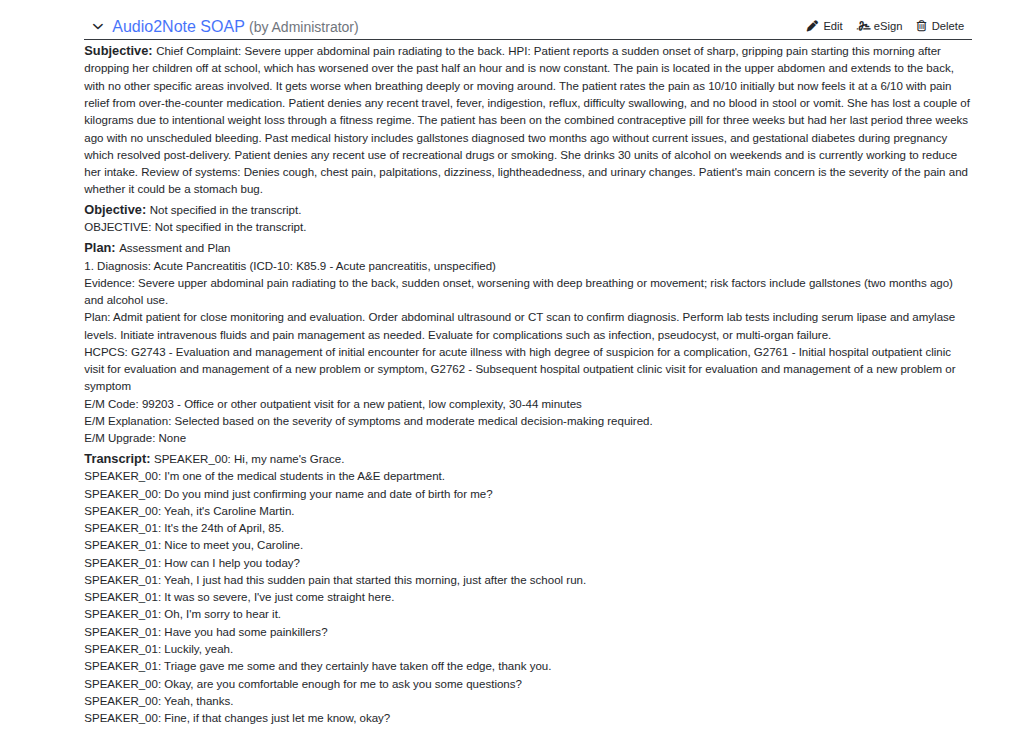 Audio2Note SOAP (by Administrator)
Edit
eSign
Delete
Subjective: Chief Complaint: Severe upper abdominal pain radiating to the back. HPI: Patient reports a sudden onset of sharp, gripping pain starting this morning after
dropping her children off at school, which has worsened over the past half an hour and is now constant. The pain is located in the upper abdomen and extends to the back,
with no other specific areas involved. It gets worse when breathing deeply or moving around. The patient rates the pain as 10/10 initially but now feels it at a 6/10 with pain
relief from over-the-counter medication. Patient denies any recent travel, fever, indigestion, reflux, difficulty swallowing, and no blood in stool or vomit. She has lost a couple of
kilograms due to intentional weight loss through a fitness regime. The patient has been on the combined contraceptive pill for three weeks but had her last period three weeks
ago with no unscheduled bleeding. Past medical history includes gallstones diagnosed two months ago without current issues, and gestational diabetes during pregnancy
which resolved post-delivery. Patient denies any recent use of recreational drugs or smoking. She drinks 30 units of alcohol on weekends and is currently working to reduce
her intake. Review of systems: Denies cough, chest pain, palpitations, dizziness, lightheadedness, and urinary changes. Patient's main concern is the severity of the pain and
whether it could be a stomach bug.
Objective: Not specified in the transcript.
OBJECTIVE: Not specified in the transcript.
Plan: Assessment and Plan
1. Diagnosis: Acute Pancreatitis (ICD-10: K85.9 - Acute pancreatitis, unspecified)
Evidence: Severe upper abdominal pain radiating to the back, sudden onset, worsening with deep breathing or movement; risk factors include gallstones (two months ago)
and alcohol use.
Plan: Admit patient for close monitoring and evaluation. Order abdominal ultrasound or CT scan to confirm diagnosis. Perform lab tests including serum lipase and amylase
levels. Initiate intravenous fluids and pain management as needed. Evaluate for complications such as infection, pseudocyst, or multi-organ failure.
HCPCS: G2743 - Evaluation and management of initial encounter for acute illness with high degree of suspicion for a complication, G2761 - Initial hospital outpatient clinic
visit for evaluation and management of a new problem or symptom, G2762 - Subsequent hospital outpatient clinic visit for evaluation and management of a new problem or
symptom
E/M Code: 99203 - Office or other outpatient visit for a new patient, low complexity, 30-44 minutes
E/M Explanation: Selected based on the severity of symptoms and moderate medical decision-making required.
E/M Upgrade: None
Transcript: SPEAKER_00: Hi, my name's Grace.
SPEAKER_00: I'm one of the medical students in the A&E department.
SPEAKER_00: Do you mind just confirming your name and date of birth for me?
SPEAKER_00: Yeah, it's Caroline Martin.
SPEAKER_01: It's the 24th of April, 85.
SPEAKER_01: Nice to meet you, Caroline.
SPEAKER_01: How can I help you today?
SPEAKER_01: Yeah, I just had this sudden pain that started this morning, just after the school run.
SPEAKER_01: It was so severe, I've just come straight here.
SPEAKER_01: Oh, I'm sorry to hear it.
SPEAKER_01: Have you had some painkillers?
SPEAKER_01: Luckily, yeah.
SPEAKER_01: Triage gave me some and they certainly have taken off the edge, thank you.
SPEAKER_00: Okay, are you comfortable enough for me to ask you some questions?
SPEAKER_00: Yeah, thanks.
SPEAKER_00: Fine, if that changes just let me know, okay?